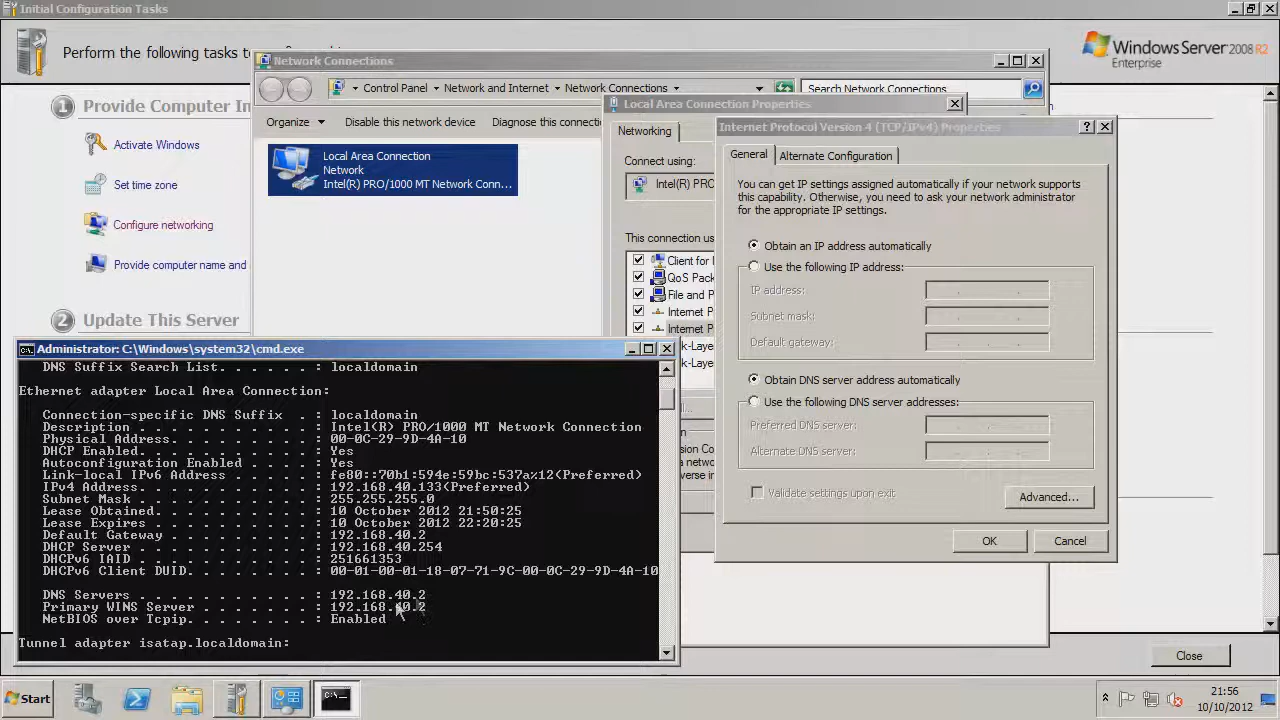 Initial Configuration Tasks
Perform the following tasks to
Windows Server 2008 R2
Enterprise
1 Provide Computer In
Activate Windows
Set time zone
Configure networking
Provide computer name and
2 Update This Server
Network Connections
Control Panel
Network and Internet
Network Connections
Search Network Connections
Organize
Disable this network device
Diagnose this connecti
Local Area Connection
Network
Intel(R) PRO/1000 MT Network Conn...
Local Area Connection Properties
Networking
Connect using:
Intel(R) PRO
This connection us
Client for
QoS Pack
File and P
Internet P
Internet P
k-Laye
k-Laye
Internet Protocol Version 4 (TCP/IPv4) Properties
General
Alternate Configuration
You can get IP settings assigned automatically if your network supports
this capability. Otherwise, you need to ask your network administrator
for the appropriate IP settings.
Obtain an IP address automatically
Use the following IP address:
IP address:
Subnet mask:
Default gateway:
Obtain DNS server address automatically
Use the following DNS server addresses:
Preferred DNS server:
Alternate DNS server:
Validate settings upon exit
Advanced...
OK
Cancel
Administrator: C:\Windows\system32\cmd.exe
DNS Suffix Search List. . . . . . : localdomain
Ethernet adapter Local Area Connection:
Connection-specific DNS Suffix . : localdomain
Description . . . . . . . . . . . : Intel(R) PRO/1000 MT Network Connection
Physical Address. . . . . . . . . : 00-0C-29-9D-4A-10
DHCP Enabled. . . . . . . . . . . : Yes
Autoconfiguration Enabled . . . . : Yes
Link-local IPv6 Address . . . . . : fe80::70b1:594e:59bc:537a%12(Preferred)
IPv4 Address. . . . . . . . . . . : 192.168.40.133(Preferred)
Subnet Mask . . . . . . . . . . . : 255.255.255.0
Lease Obtained. . . . . . . . . . : 10 October 2012 21:50:25
Lease Expires . . . . . . . . . . : 10 October 2012 22:20:25
Default Gateway . . . . . . . . . : 192.168.40.2
DHCP Server . . . . . . . . . . . : 192.168.40.254
DHCPv6 IAID . . . . . . . . . . . : 251661353
DHCPv6 Client DUID. . . . . . . . : 00-01-00-01-18-07-71-9C-00-0C-29-9D-4A-10
DNS Servers . . . . . . . . . . . : 192.168.40.2
Primary WINS Server . . . . . . . : 192.168.40.2
NetBIOS over Tcpip. . . . . . . . : Enabled
Tunnel adapter isatap.localdomain:
Close
Start
21:56
10/10/2012